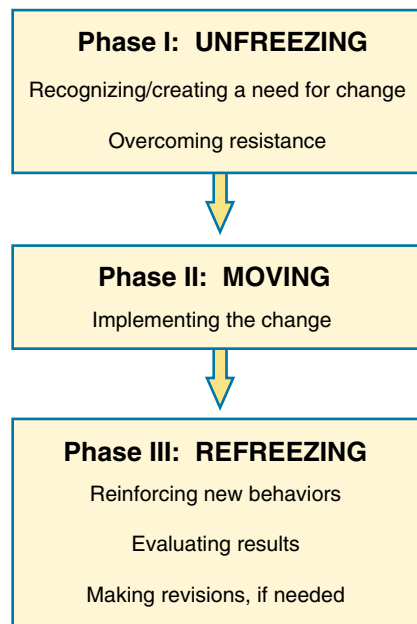 Phase I: UNFREEZING
Recognizing/creating a need for change
Overcoming resistance
Phase II: MOVING
Implementing the change
Phase III: REFREEZING
Reinforcing new behaviors
Evaluating results
Making revisions, if needed